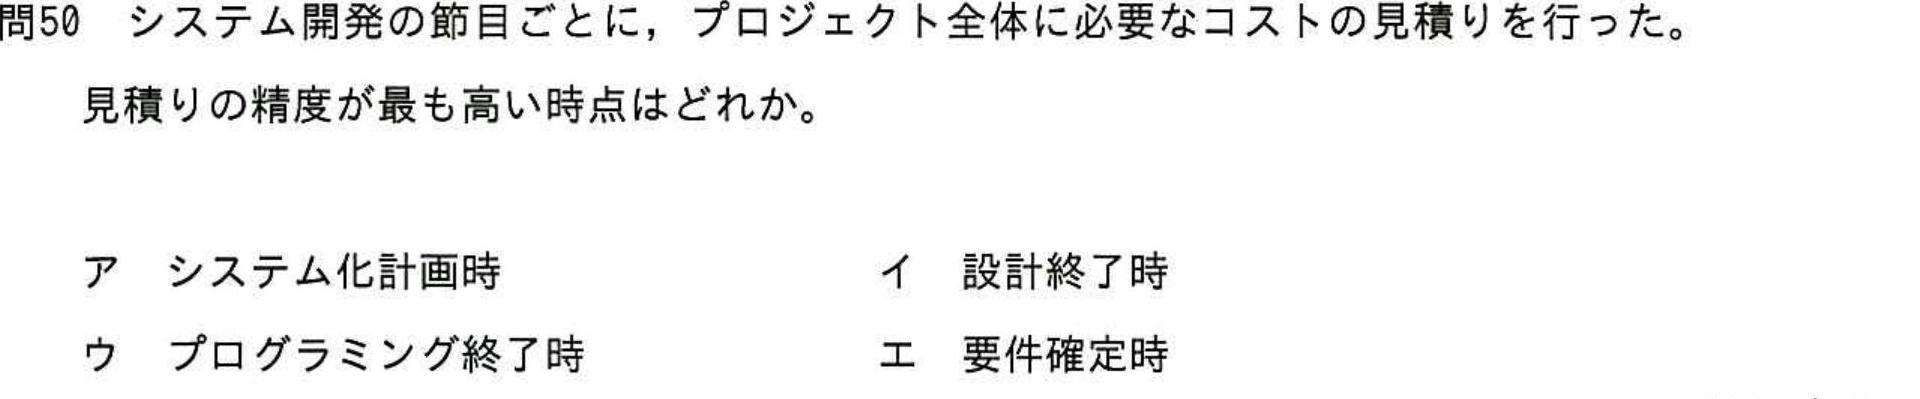 問50　システム開発の節目ごとに，プロジェクト全体に必要なコストの見積りを行った。
見積りの精度が最も高い時点はどれか。
ア　システム化計画時　イ　設計終了時
ウ　プログラミング終了時　エ　要件確定時